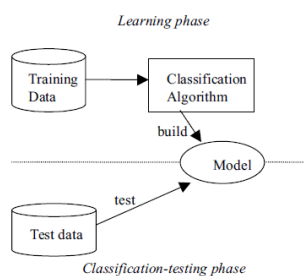 Learning phase
Training
Data
Classification
Algorithm
build
Model
test
Test data
Classification-testing phase